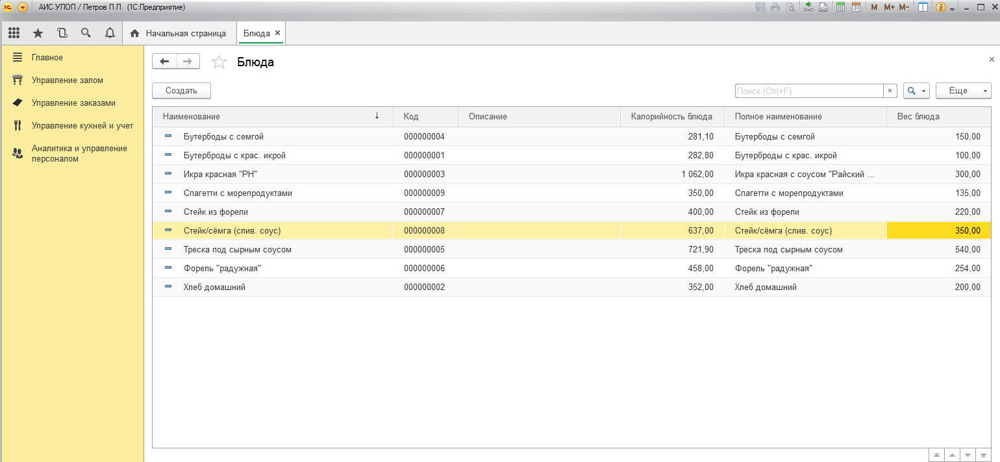 АИС УПОП / Петров П.П. (1С:Предприятие)
31 M M+ M-
Начальная страница Блюда
Главное
Управление залом
Управление заказами
Управление кухней и учет
Аналитика и управление
персоналом
Блюда
Создать Поиск (Ctrl+F) Еще
Наименование Код Описание Калорийность блюда Полное наименование Вес блюда
Бутерboды с семгой 000000004 281,10 Бутерboды с семгой 150,00
Бутерброды с крас. икрой 000000001 282,80 Бутерброды с крас. икрой 100,00
Икра красная "РН" 000000003 1 062,00 Икра красная с соусом "Райский ... 300,00
Спагетти с морепродуктами 000000009 350,00 Спагетти с морепродуктами 135,00
Стейк из форели 000000007 400,00 Стейк из форели 220,00
Стейк/сёмга (слив. соус) 000000008 637,00 Стейк/сёмга (слив. соус) 350,00
Треска под сырным соусом 000000005 721,90 Треска под сырным соусом 540,00
Форель "радужная" 000000006 458,00 Форель "радужная" 254,00
Хлеб домашний 000000002 352,00 Хлеб домашний 200,00